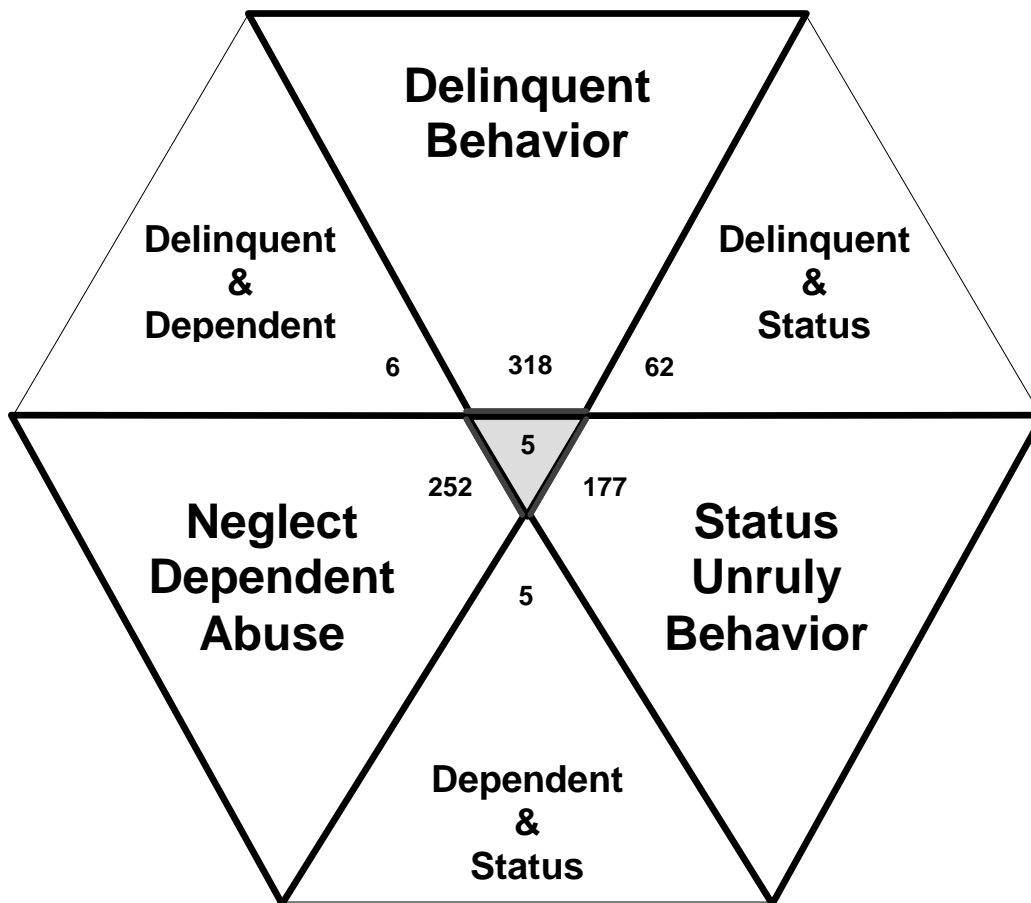 Delinquent
Behavior
Delinquent
&
Dependent
Delinquent
&
Status
6
318
62
5
252
177
Neglect
Dependent
Abuse
Status
Unruly
Behavior
5
Dependent
&
Status